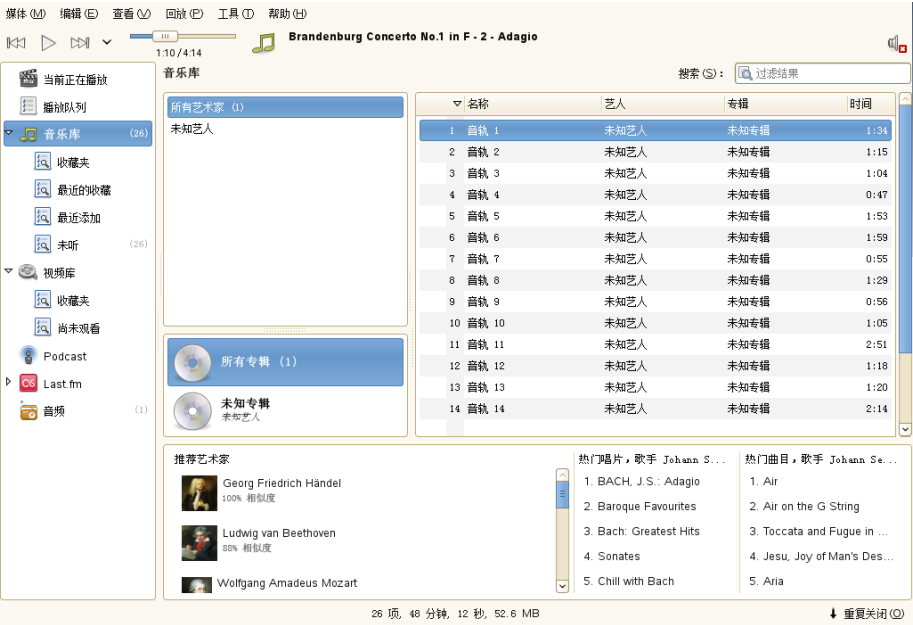 媒体(M) 编辑(E) 查看(V) 回放(P) 工具(T) 帮助(H)
1:10/4:14
Brandenburg Concerto No.1 in F - 2 - Adagio
当前正在播放
播放队列
音乐库 (26)
收藏夹
最近的收藏
最近添加
未听 (26)
视频库
收藏夹
尚未观看
Podcast
Last.fm
音频 (1)
音乐库
搜索(S)： 过滤结果
所有艺术家 (1)
未知艺人
所有专辑 (1)
未知专辑
未知艺人
名称 艺人 专辑 时间
1 音轨 1 未知艺人 未知专辑 1:34
2 音轨 2 未知艺人 未知专辑 1:15
3 音轨 3 未知艺人 未知专辑 1:04
4 音轨 4 未知艺人 未知专辑 0:47
5 音轨 5 未知艺人 未知专辑 1:53
6 音轨 6 未知艺人 未知专辑 1:59
7 音轨 7 未知艺人 未知专辑 0:55
8 音轨 8 未知艺人 未知专辑 1:29
9 音轨 9 未知艺人 未知专辑 0:56
10 音轨 10 未知艺人 未知专辑 1:05
11 音轨 11 未知艺人 未知专辑 2:51
12 音轨 12 未知艺人 未知专辑 1:18
13 音轨 13 未知艺人 未知专辑 1:20
14 音轨 14 未知艺人 未知专辑 2:14
推荐艺术家
Georg Friedrich Händel
100% 相似度
Ludwig van Beethoven
88% 相似度
Wolfgang Amadeus Mozart
热门唱片，歌手 Johann S...
1. BACH, J.S.: Adagio
2. Baroque Favourites
3. Bach: Greatest Hits
4. Sonates
5. Chill with Bach
热门曲目，歌手 Johann Se...
1. Air
2. Air on the G String
3. Toccata and Fugue in ...
4. Jesu, Joy of Man's Des...
5. Aria
26 项, 48 分钟, 12 秒, 52.6 MB
重复关闭(O)